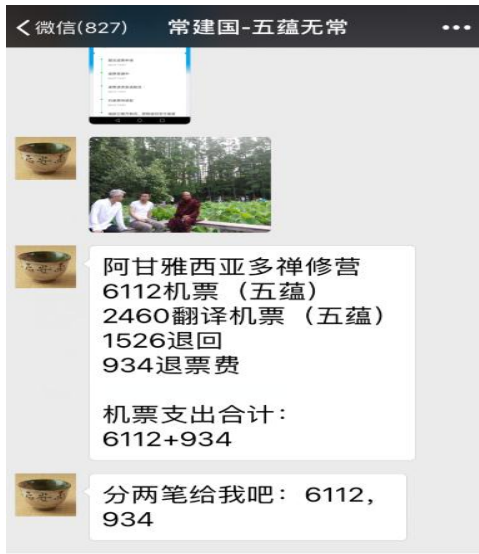 微信(827)
常建国-五蕴无常
阿甘雅西亚多禅修营
6112机票（五蕴）
2460翻译机票（五蕴）
1526退回
934退票费
机票支出合计：
6112+934
分两笔给我吧：6112，
934